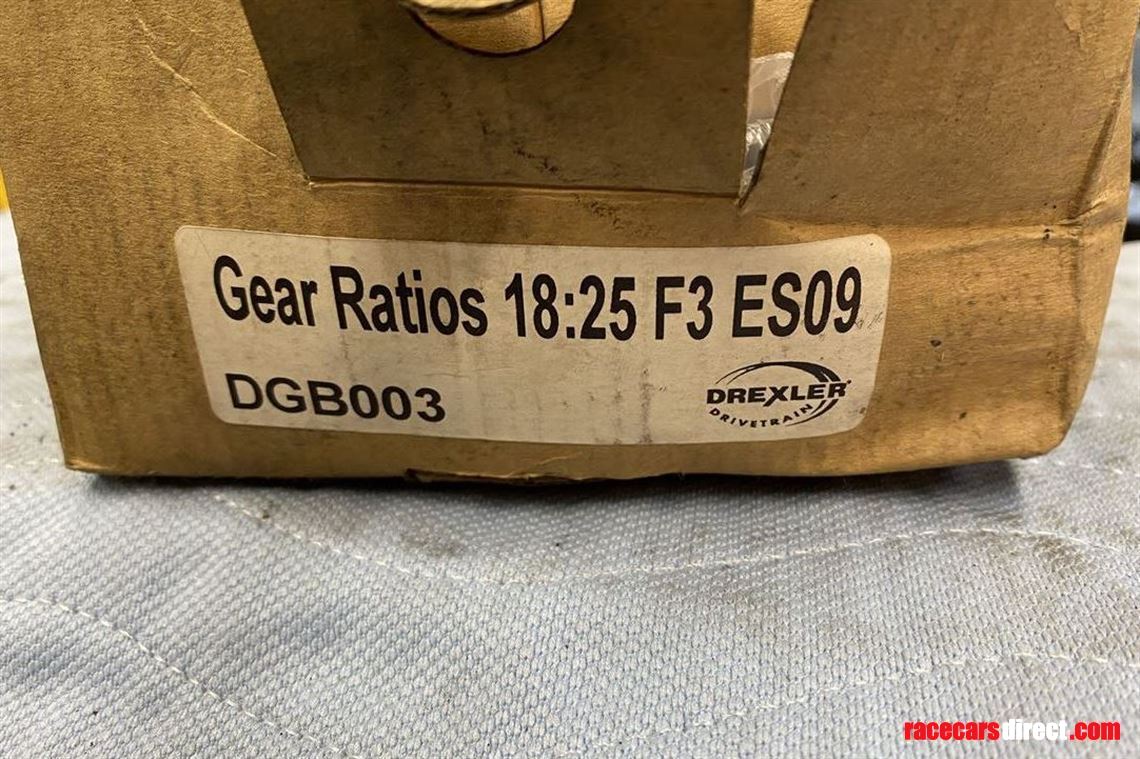 Gear Ratios 18:25 F3 ES09
DGB003
DREXLER
DRIVETRAIN
racecarsdirect.com